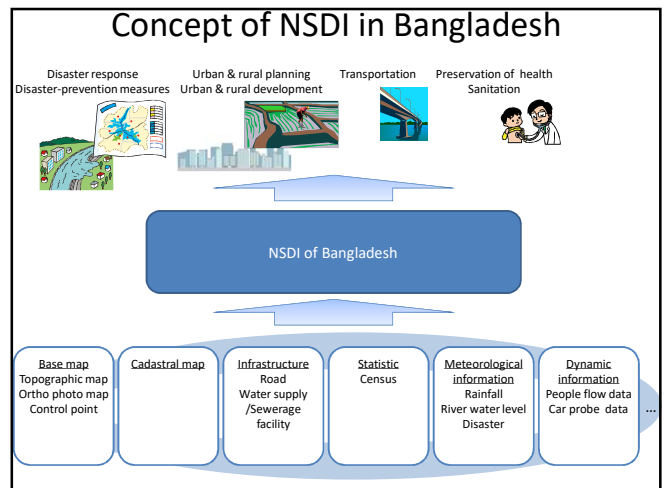 Concept of NSDI in Bangladesh
Disaster response
Disaster-prevention measures
Urban & rural planning
Urban & rural development
Transportation
Preservation of health
Sanitation
NSDI of Bangladesh
Base map
Topographic map
Ortho photo map
Control point
Cadastral map
Infrastructure
Road
Water supply
/Sewerage
facility
Statistic
Census
Meteorological
information
Rainfall
River water level
Disaster
Dynamic
information
People flow data
Car probe data
...